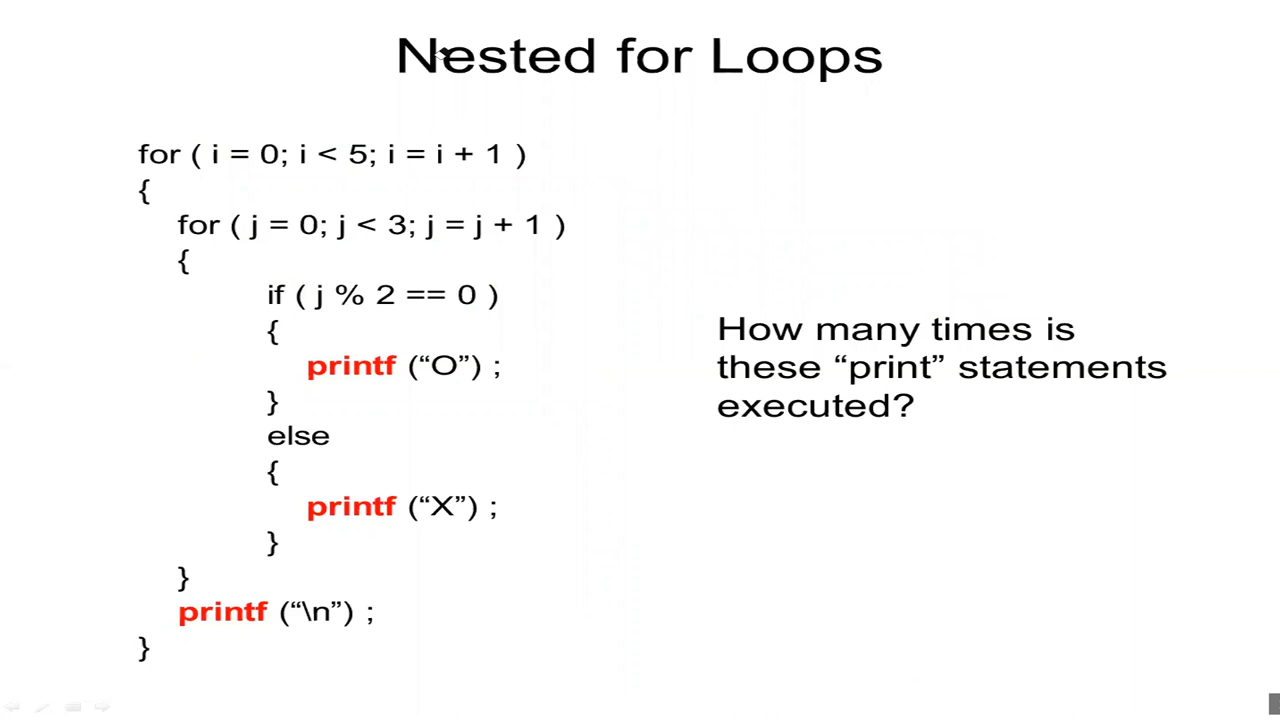 Nested for Loops
for ( i = 0; i < 5; i = i + 1 )
{
for ( j = 0; j < 3; j = j + 1 )
{
if ( j % 2 == 0 )
{
printf (“O”) ;
}
else
{
printf (“X”) ;
}
}
printf (“\n”) ;
}
How many times is
these “print” statements
executed?